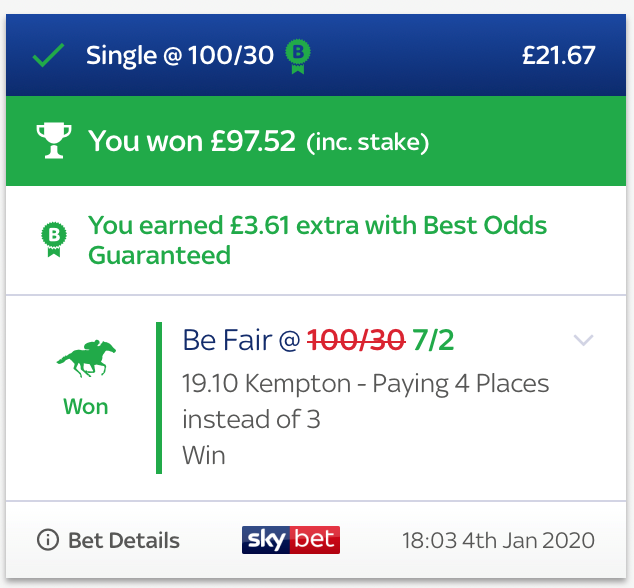 Single @ 100/30 B £21.67
You won £97.52 (inc. stake)
B You earned £3.61 extra with Best Odds
Guaranteed
Be Fair @ 100/30 7/2
19.10 Kempton - Paying 4 Places
instead of 3
Won
Win
Bet Details sky bet 18:03 4th Jan 2020